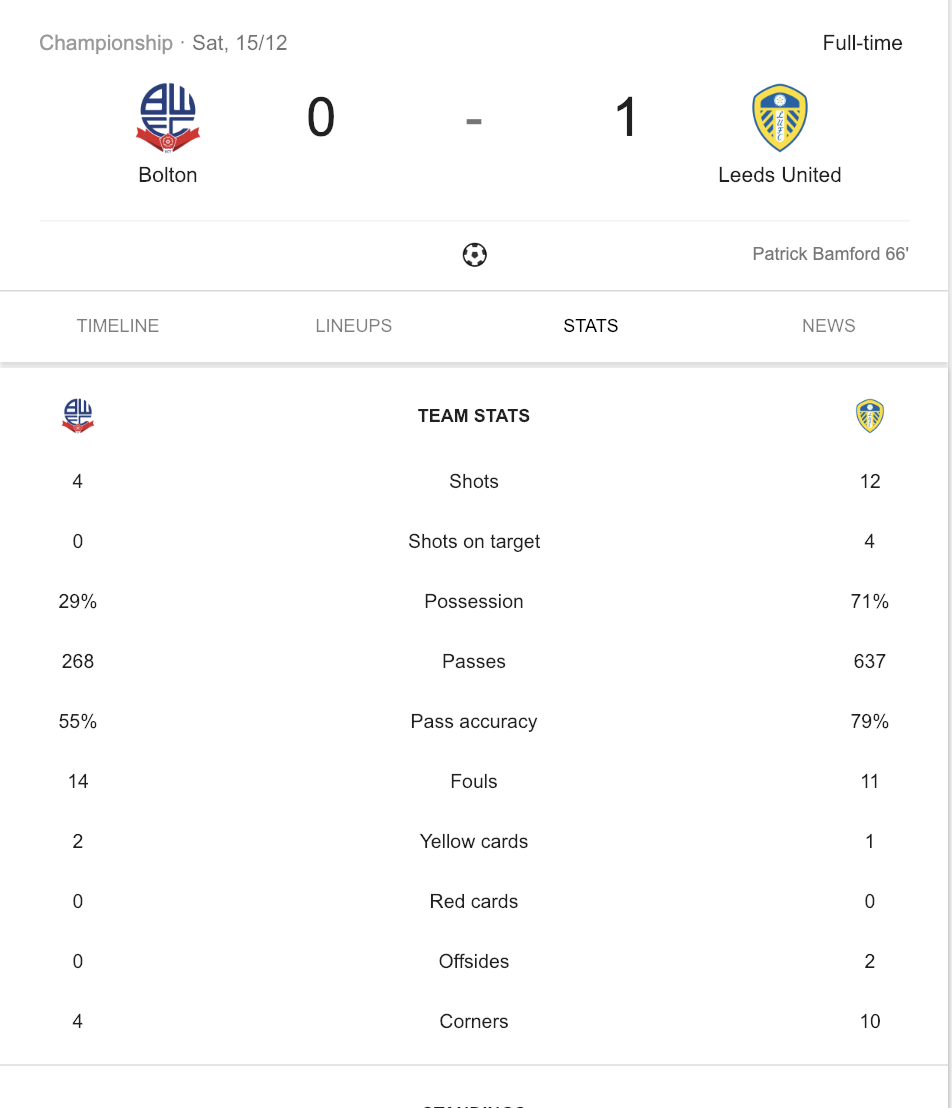 Championship · Sat, 15/12 Full-time
0 - 1
Bolton Leeds United
Patrick Bamford 66'
TIMELINE LINEUPS STATS NEWS
TEAM STATS
4 Shots 12
0 Shots on target 4
29% Possession 71%
268 Passes 637
55% Pass accuracy 79%
14 Fouls 11
2 Yellow cards 1
0 Red cards 0
0 Offsides 2
4 Corners 10